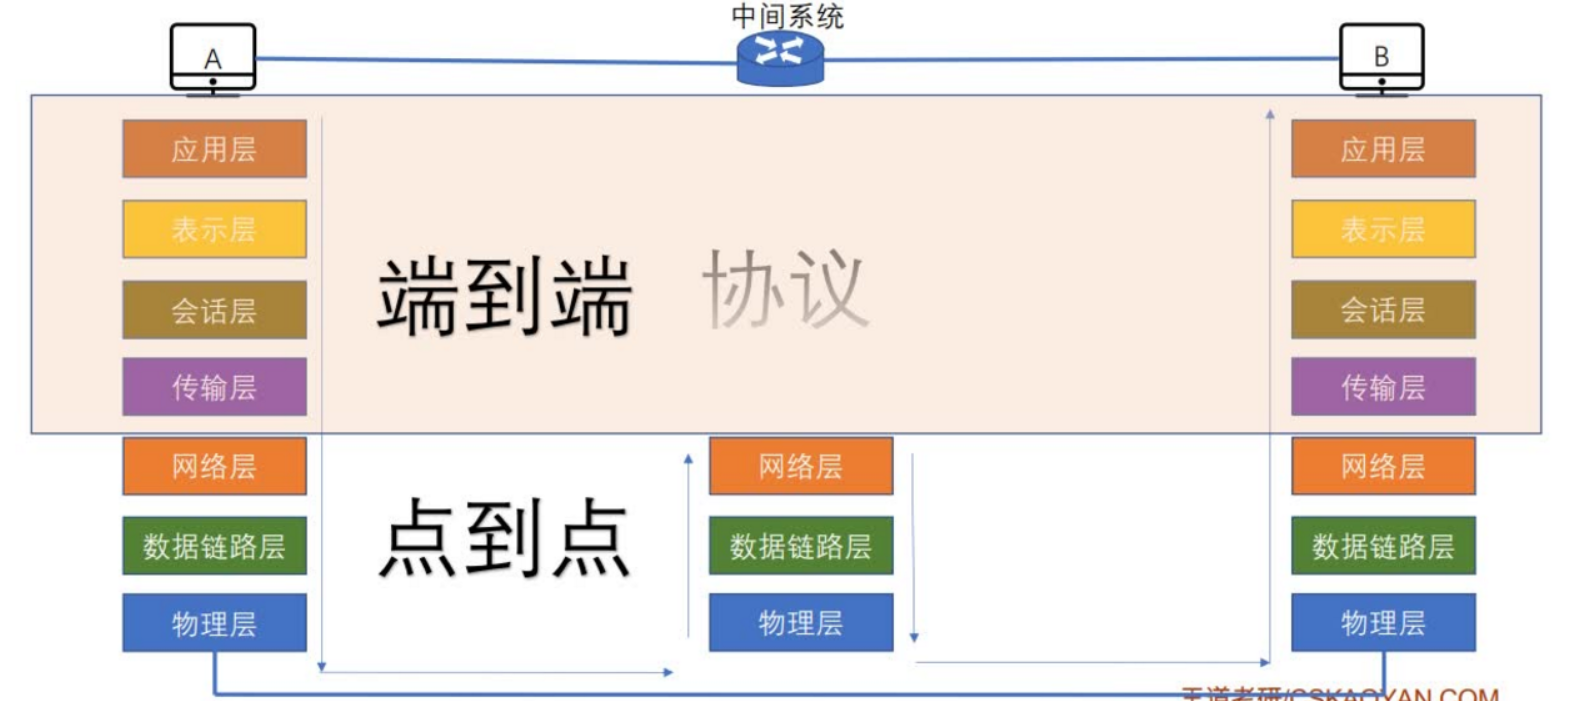 中间系统
A
B
应用层
应用层
表示层
表示层
端到端 协议
会话层
会话层
传输层
传输层
网络层
网络层
网络层
点到点
数据链路层
数据链路层
数据链路层
物理层
物理层
物理层
王道考研/CSKAOYAN.COM